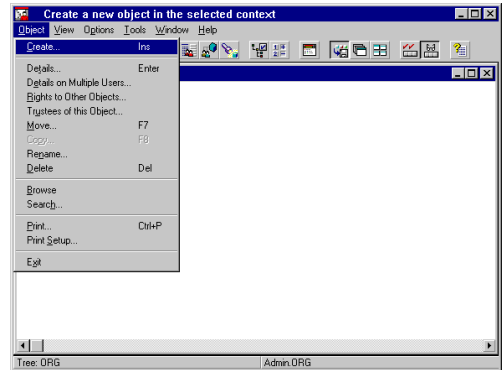 Create a new object in the selected context
Object View Options Tools Window Help
Create... Ins
Details... Enter
Details on Multiple Users...
Rights to Other Objects...
Trustees of this Object...
Move... F7
Copy... F8
Rename...
Delete Del
Browse
Search...
Print... Ctrl+P
Print Setup...
Exit
Tree: ORG Admin.ORG